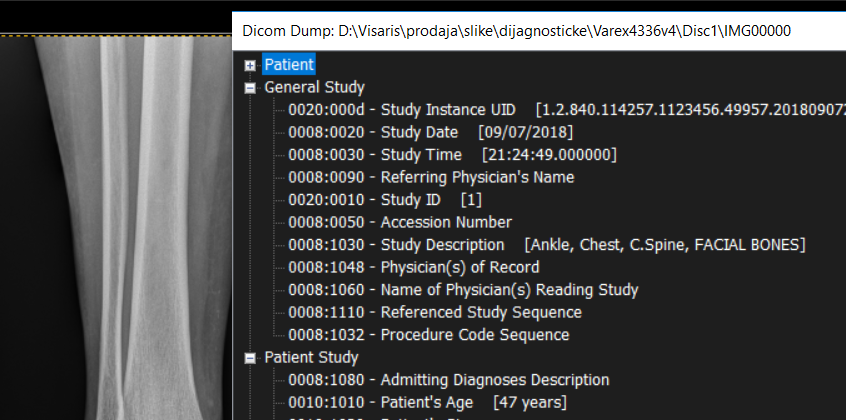 Dicom Dump: D:\Visaris\prodaja\slike\dijagnosticke\Varex4336v4\Disc1\IMG00000
Patient
General Study
0020:000d - Study Instance UID [1.2.840.114257.1123456.49957.20180907
0008:0020 - Study Date [09/07/2018]
0008:0030 - Study Time [21:24:49.000000]
0008:0090 - Referring Physician's Name
0020:0010 - Study ID [1]
0008:0050 - Accession Number
0008:1030 - Study Description [Ankle, Chest, C.Spine, FACIAL BONES]
0008:1048 - Physician(s) of Record
0008:1060 - Name of Physician(s) Reading Study
0008:1110 - Referenced Study Sequence
0008:1032 - Procedure Code Sequence
Patient Study
0008:1080 - Admitting Diagnoses Description
0010:1010 - Patient's Age [47 years]